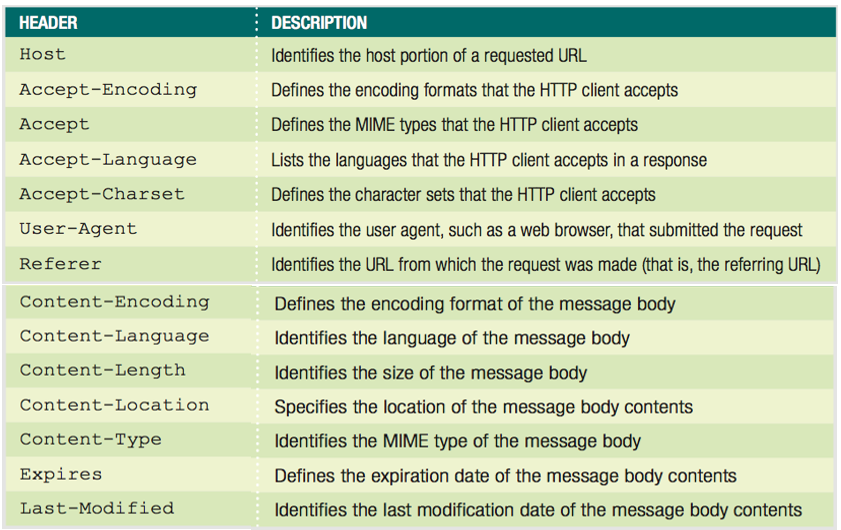 HEADER DESCRIPTION
Host Identifies the host portion of a requested URL
Accept-Encoding Defines the encoding formats that the HTTP client accepts
Accept Defines the MIME types that the HTTP client accepts
Accept-Language Lists the languages that the HTTP client accepts in a response
Accept-Charset Defines the character sets that the HTTP client accepts
User-Agent Identifies the user agent, such as a web browser, that submitted the request
Referer Identifies the URL from which the request was made (that is, the referring URL)
Content-Encoding Defines the encoding format of the message body
Content-Language Identifies the language of the message body
Content-Length Identifies the size of the message body
Content-Location Specifies the location of the message body contents
Content-Type Identifies the MIME type of the message body
Expires Defines the expiration date of the message body contents
Last-Modified Identifies the last modification date of the message body contents